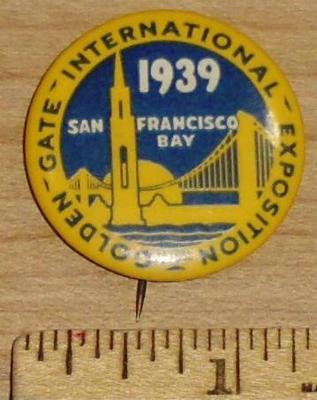 GOLDEN - GATE - INTERNATIONAL - EXPOSITION -
1939
SAN FRANCISCO
BAY
1